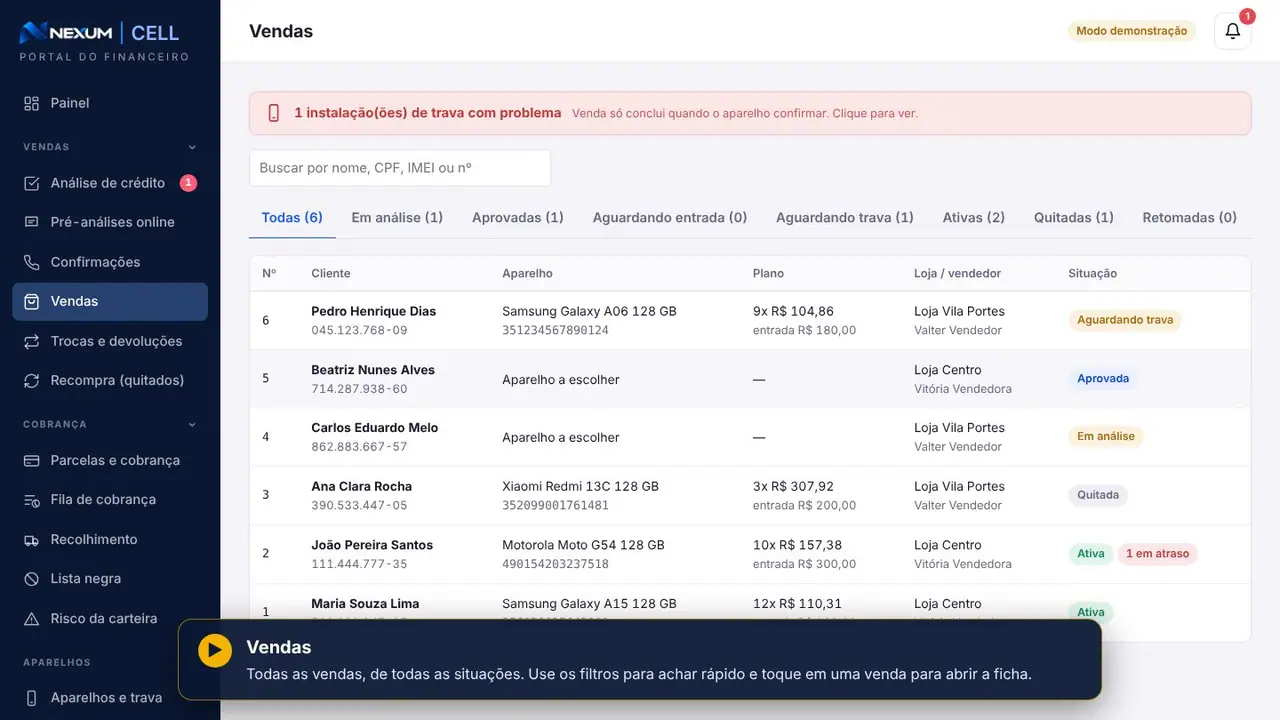 NEXUM | CELL
PORTAL DO FINANCEIRO
Painel
VENDAS
Análise de crédito 1
Pré-análises online
Confirmações
Vendas
Trocas e devoluções
Recompra (quitados)
COBRANÇA
Parcelas e cobrança
Fila de cobrança
Recolhimento
Lista negra
Risco da carteira
APARELHOS
Aparelhos e trava
Vendas
Modo demonstração
1
1 instalação(ões) de trava com problema Venda só conclui quando o aparelho confirmar. Clique para ver.
Buscar por nome, CPF, IMEI ou nº
Todas (6) Em análise (1) Aprovadas (1) Aguardando entrada (0) Aguardando trava (1) Ativas (2) Quitadas (1) Retomadas (0)
Nº Cliente Aparelho Plano Loja / vendedor Situação
6 Pedro Henrique Dias Samsung Galaxy A06 128 GB 9x R$ 104,86 Loja Vila Portes Aguardando trava
045.123.768-09 351234567890124 entrada R$ 180,00 Valter Vendedor
5 Beatriz Nunes Alves Aparelho a escolher — Loja Centro Aprovada
714.287.938-60 Vitória Vendedora
4 Carlos Eduardo Melo Aparelho a escolher — Loja Vila Portes Em análise
862.883.667-57 Valter Vendedor
3 Ana Clara Rocha Xiaomi Redmi 13C 128 GB 3x R$ 307,92 Loja Vila Portes Quitada
390.533.447-05 352099001761481 entrada R$ 200,00 Valter Vendedor
2 João Pereira Santos Motorola Moto G54 128 GB 10x R$ 157,38 Loja Centro Ativa 1 em atraso
111.444.777-35 490154203237518 entrada R$ 300,00 Vitória Vendedora
1 Maria Souza Lima Samsung Galaxy A15 128 GB 12x R$ 110,31 Loja Centro Ativa
Vendas
Todas as vendas, de todas as situações. Use os filtros para achar rápido e toque em uma venda para abrir a ficha.